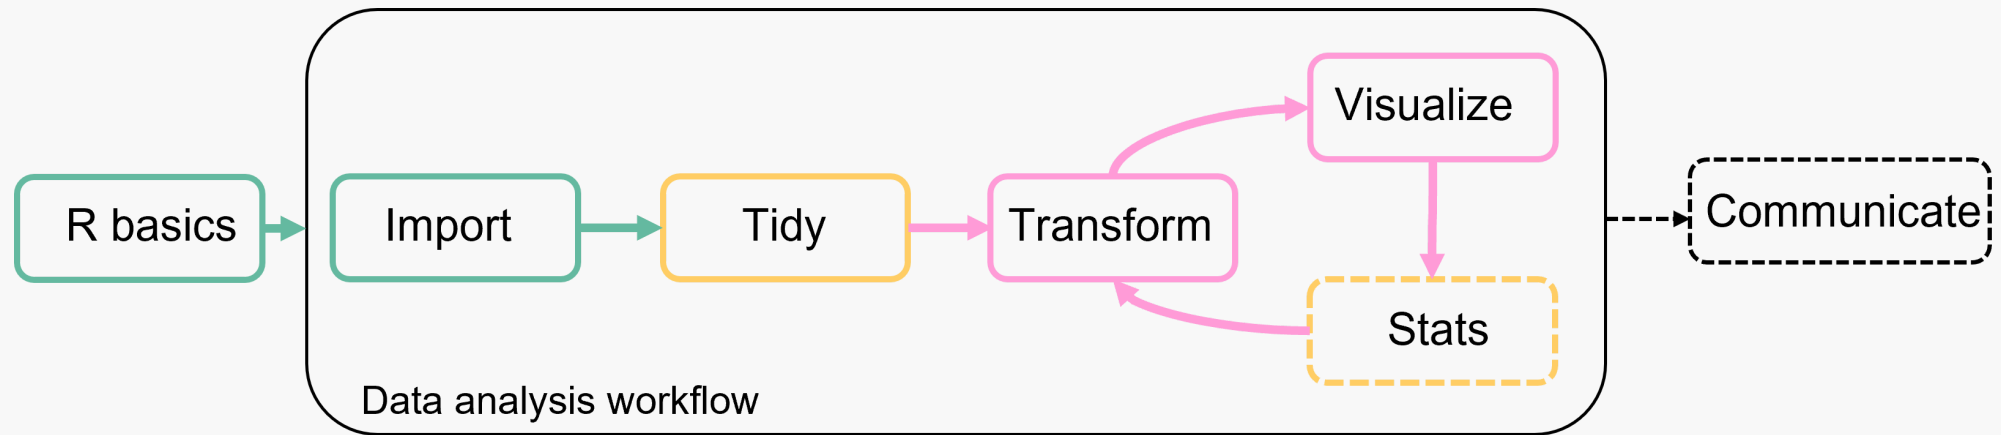 R basics
Import
Tidy
Transform
Visualize
Stats
Data analysis workflow
Communicate